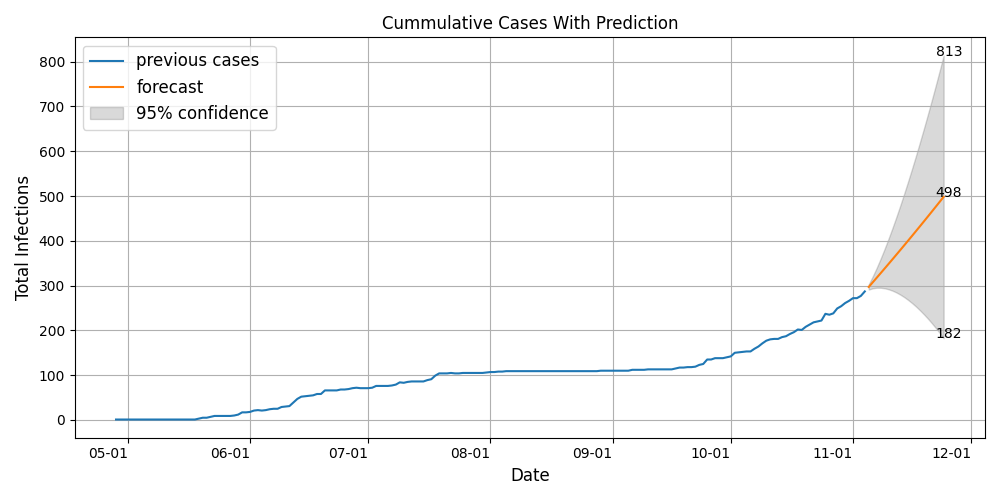 Cummulative Cases With Prediction
previous cases
forecast
95% confidence
813
498
182
800
700
600
500
400
300
200
100
0
Total Infections
05-01 06-01 07-01 08-01 09-01 10-01 11-01 12-01
Date